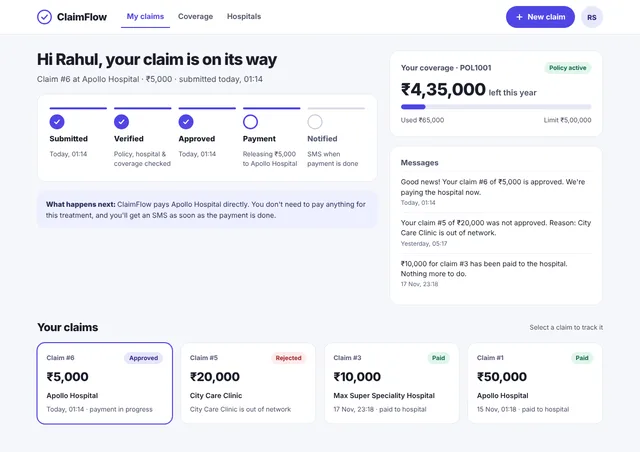 ClaimFlow
My claims
Coverage
Hospitals
+ New claim
RS
Hi Rahul, your claim is on its way
Claim #6 at Apollo Hospital · ₹5,000 · submitted today, 01:14
Submitted
Today, 01:14
Verified
Policy, hospital &
coverage checked
Approved
Today, 01:14
Payment
Releasing ₹5,000
to Apollo Hospital
Notified
SMS when
payment is done
What happens next: ClaimFlow pays Apollo Hospital directly. You don't need to pay anything for
this treatment, and you'll get an SMS as soon as the payment is done.
Your coverage · POL1001
Policy active
₹4,35,000 left this year
Used ₹65,000
Limit ₹5,00,000
Messages
Good news! Your claim #6 of ₹5,000 is approved. We're
paying the hospital now.
Today, 01:14
Your claim #5 of ₹20,000 was not approved. Reason: City
Care Clinic is out of network.
Yesterday, 05:17
₹10,000 for claim #3 has been paid to the hospital.
Nothing more to do.
17 Nov, 23:18
Your claims
Select a claim to track it
Claim #6
Approved
₹5,000
Apollo Hospital
Today, 01:14 · payment in progress
Claim #5
Rejected
₹20,000
City Care Clinic
City Care Clinic is out of network
Claim #3
Paid
₹10,000
Max Super Speciality Hospital
17 Nov, 23:18 · paid to hospital
Claim #1
Paid
₹50,000
Apollo Hospital
15 Nov, 01:18 · paid to hospital